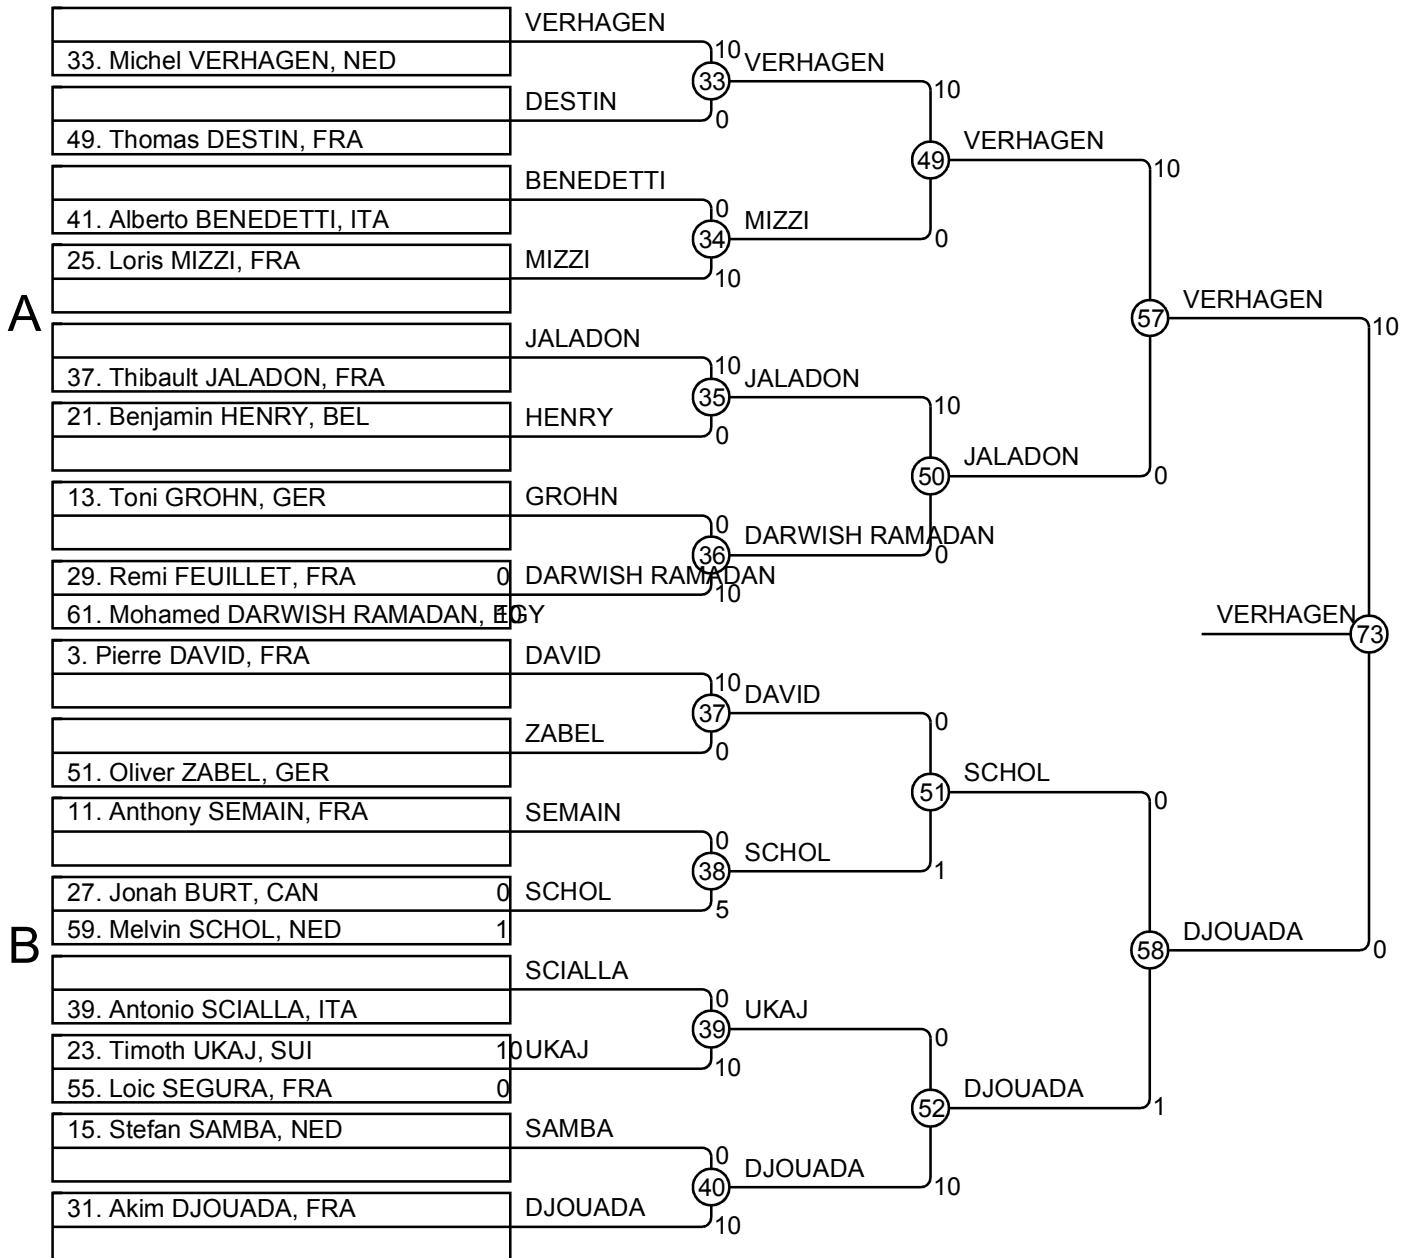 VERHAGEN
33. Michel VERHAGEN, NED
10
VERHAGEN
33
10
DESTIN
0
49. Thomas DESTIN, FRA
VERHAGEN
49
10
BENEDETTI
0
41. Alberto BENEDETTI, ITA
MIZZI
34
0
25. Loris MIZZI, FRA
MIZZI
10
A
VERHAGEN
57
10
JALADON
10
37. Thibault JALADON, FRA
JALADON
35
10
21. Benjamin HENRY, BEL
HENRY
0
JALADON
50
0
13. Toni GROHN, GER
GROHN
0
DARWISH RAMADAN
36
0
29. Remi FEUILLET, FRA 0
DARWISH RAMADAN
10
61. Mohamed DARWISH RAMADAN, EGY 10
VERHAGEN
73
3. Pierre DAVID, FRA
DAVID
10
DAVID
37
0
ZABEL
0
51. Oliver ZABEL, GER
SCHOL
51
0
11. Anthony SEMAIN, FRA
SEMAIN
0
SCHOL
38
1
27. Jonah BURT, CAN 0
SCHOL
5
59. Melvin SCHOL, NED 1
B
DJOUADA
58
0
SCIALLA
0
39. Antonio SCIALLA, ITA
UKAJ
39
0
23. Timoth UKAJ, SUI 10
UKAJ
10
55. Loic SEGURA, FRA 0
DJOUADA
52
1
15. Stefan SAMBA, NED
SAMBA
0
DJOUADA
40
10
31. Akim DJOUADA, FRA
DJOUADA
10